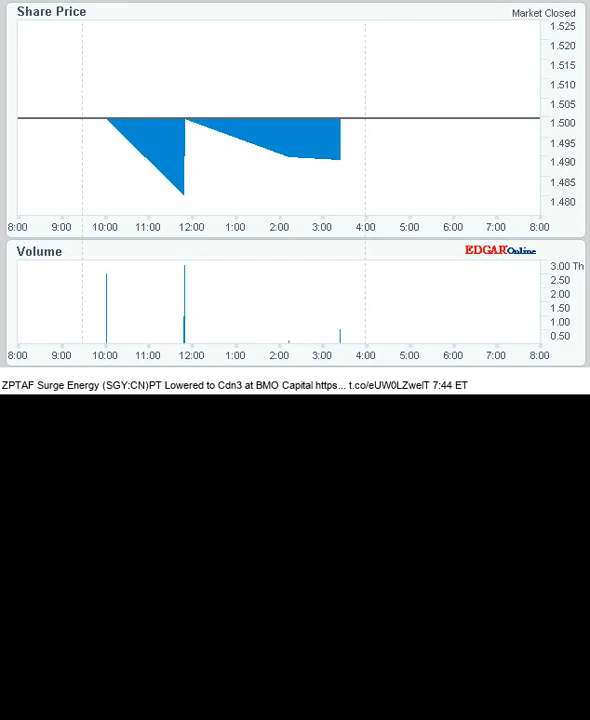 Share Price Market Closed
1.525
1.520
1.515
1.510
1.505
1.500
1.495
1.490
1.485
1.480
8:00 9:00 10:00 11:00 12:00 1:00 2:00 3:00 4:00 5:00 6:00 7:00 8:00
Volume EDGAR Online
3.00 Th
2.50
2.00
1.50
1.00
0.50
8:00 9:00 10:00 11:00 12:00 1:00 2:00 3:00 4:00 5:00 6:00 7:00 8:00
ZPTAF Surge Energy (SGY:CN)PT Lowered to Cdn3 at BMO Capital https... t.co/eUW0LZwelT 7:44 ET